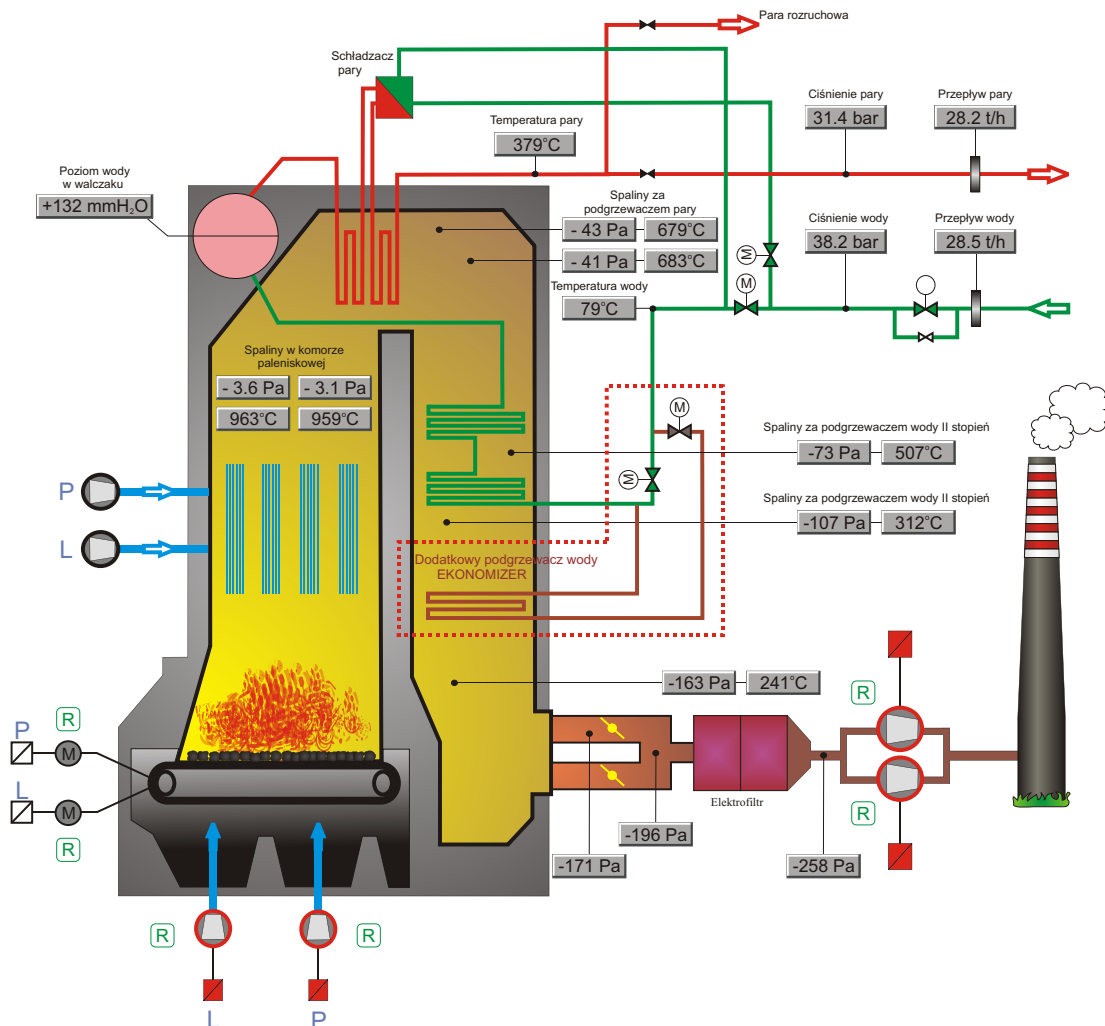 Para rozruchowa
Schładzacz
pary
Ciśnienie pary
31.4 bar
Przepływ pary
28.2 t/h
Temperatura pary
379°C
Poziom wody
w walczaku
+132 mmH₂O
Spaliny za
podgrzewaczem pary
- 43 Pa
679°C
- 41 Pa
683°C
Ciśnienie wody
38.2 bar
Przepływ wody
28.5 t/h
M
M
Temperatura wody
79°C
Spaliny w komorze
paleniskowej
- 3.6 Pa
- 3.1 Pa
963°C
959°C
M
M
Spaliny za podgrzewaczem wody II stopień
-73 Pa
507°C
Spaliny za podgrzewaczem wody II stopień
-107 Pa
312°C
P
L
Dodatkowy podgrzewacz wody
EKONOMIZER
-163 Pa
241°C
R
R
P
M
L
M
R
Elektrofiltr
R
-196 Pa
-171 Pa
-258 Pa
R
R
L
P